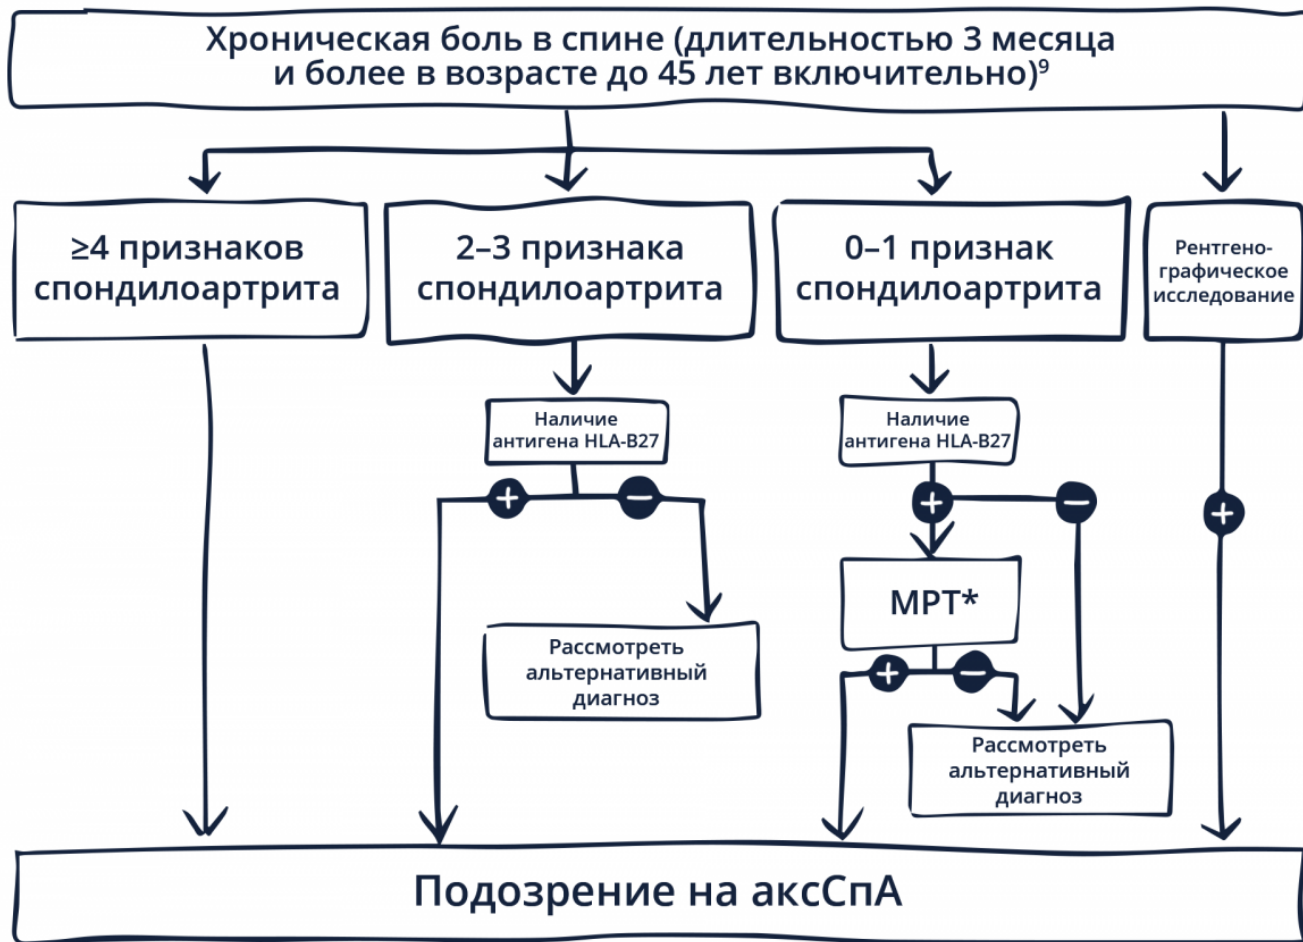 Хроническая боль в спине (длительностью 3 месяца
и более в возрасте до 45 лет включительно)⁹
≥4 признаков
спондилоартрита
2–3 признака
спондилоартрита
0–1 признак
спондилоартрита
Рентгено-
графическое
исследование
Наличие
антигена HLA-B27
Наличие
антигена HLA-B27
+
−
+
−
+
МРТ*
Рассмотреть
альтернативный
диагноз
+
−
Рассмотреть
альтернативный
диагноз
Подозрение на аксСпА